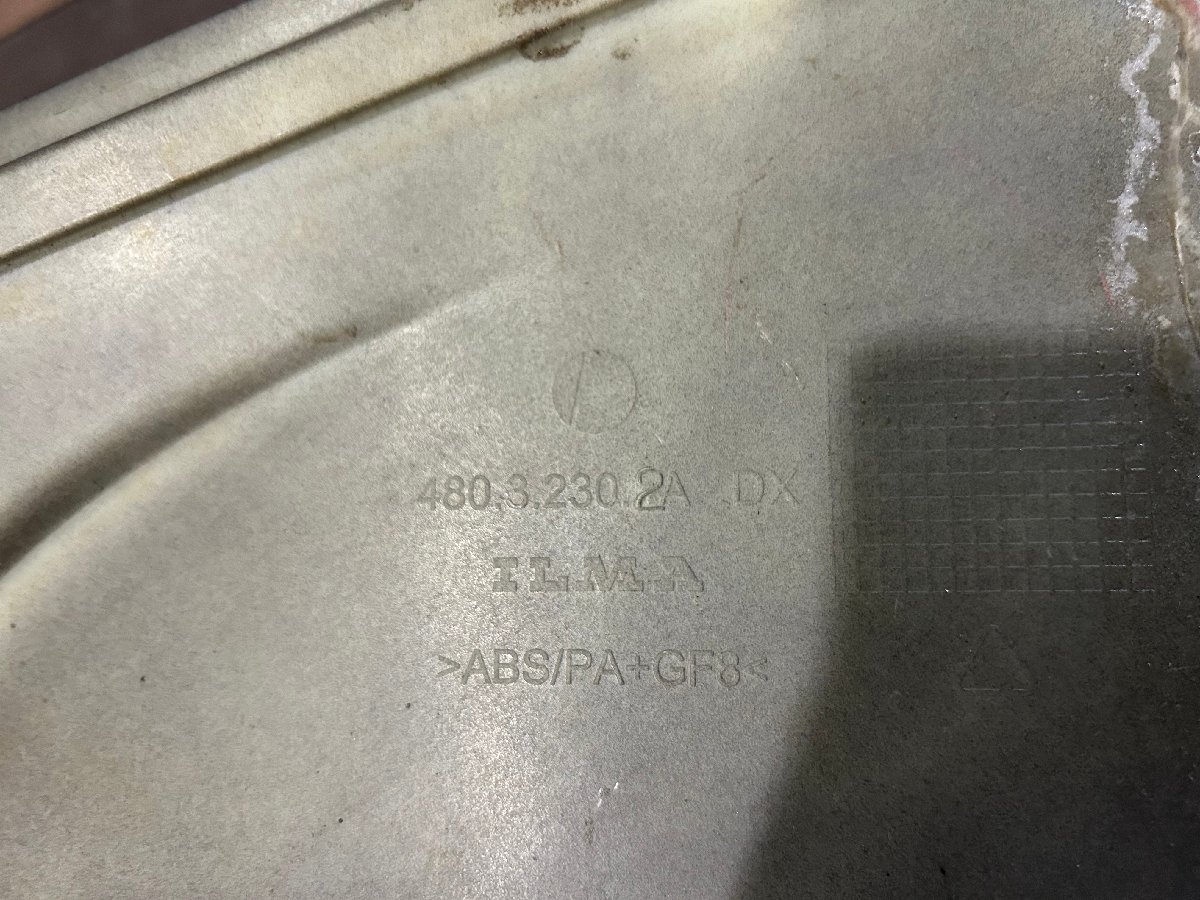 480.3.230.2A .DX
ILMA
>ABS/PA+GF8<